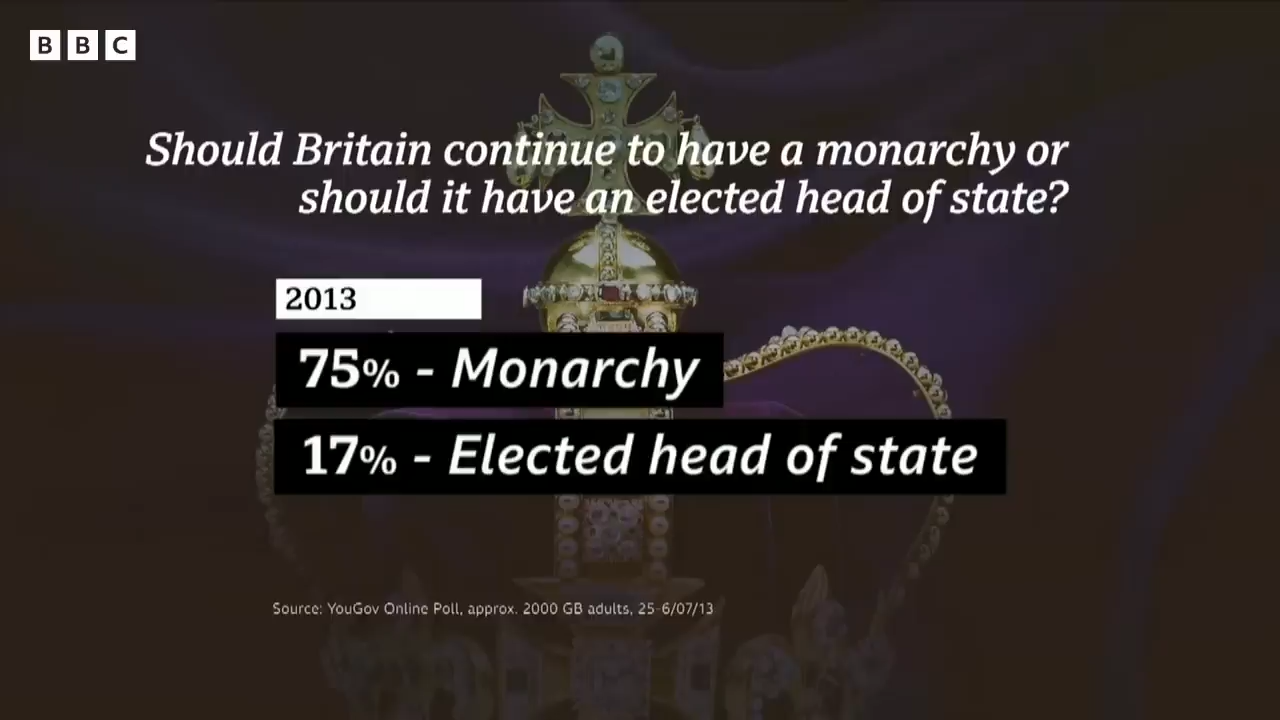 BBC
Should Britain continue to have a monarchy or
should it have an elected head of state?
2013
75% - Monarchy
17% - Elected head of state
Source: YouGov Online Poll, approx. 2000 GB adults, 25-6/07/13